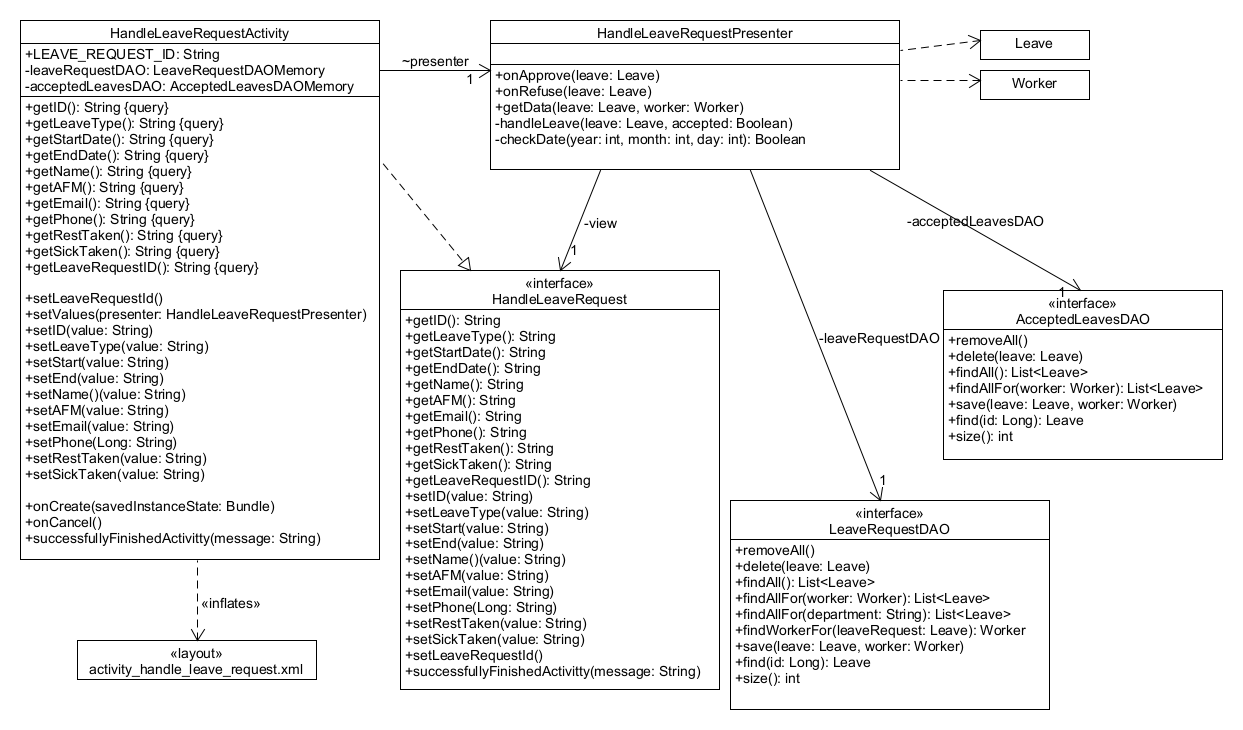 HandleLeaveRequestActivity
+LEAVE_REQUEST_ID: String
-leaveRequestDAO: LeaveRequestDAOMemory
-acceptedLeavesDAO: AcceptedLeavesDAOMemory
+getID(): String {query}
+getLeaveType(): String {query}
+getStartDate(): String {query}
+getEndDate(): String {query}
+getName(): String {query}
+getAFM(): String {query}
+getEmail(): String {query}
+getPhone(): String {query}
+getRestTaken(): String {query}
+getSickTaken(): String {query}
+getLeaveRequestID(): String {query}
+setLeaveRequestId()
+setValues(presenter: HandleLeaveRequestPresenter)
+setID(value: String)
+setLeaveType(value: String)
+setStart(value: String)
+setEnd(value: String)
+setName()(value: String)
+setAFM(value: String)
+setEmail(value: String)
+setPhone(Long: String)
+setRestTaken(value: String)
+setSickTaken(value: String)
+onCreate(savedInstanceState: Bundle)
+onCancel()
+successfullyFinishedActivitty(message: String)
~presenter
1
HandleLeaveRequestPresenter
+onApprove(leave: Leave)
+onRefuse(leave: Leave)
+getData(leave: Leave, worker: Worker)
-handleLeave(leave: Leave, accepted: Boolean)
-checkDate(year: int, month: int, day: int): Boolean
Leave
Worker
-view
1
-leaveRequestDAO
1
-acceptedLeavesDAO
1
«inflates»
«layout»
activity_handle_leave_request.xml
«interface»
HandleLeaveRequest
+getID(): String
+getLeaveType(): String
+getStartDate(): String
+getEndDate(): String
+getName(): String
+getAFM(): String
+getEmail(): String
+getPhone(): String
+getRestTaken(): String
+getSickTaken(): String
+getLeaveRequestID(): String
+setID(value: String)
+setLeaveType(value: String)
+setStart(value: String)
+setEnd(value: String)
+setName()(value: String)
+setAFM(value: String)
+setEmail(value: String)
+setPhone(Long: String)
+setRestTaken(value: String)
+setSickTaken(value: String)
+setLeaveRequestId()
+successfullyFinishedActivitty(message: String)
«interface»
LeaveRequestDAO
+removeAll()
+delete(leave: Leave)
+findAll(): List<Leave>
+findAllFor(worker: Worker): List<Leave>
+findAllFor(department: String): List<Leave>
+findWorkerFor(leaveRequest: Leave): Worker
+save(leave: Leave, worker: Worker)
+find(id: Long): Leave
+size(): int
«interface»
AcceptedLeavesDAO
+removeAll()
+delete(leave: Leave)
+findAll(): List<Leave>
+findAllFor(worker: Worker): List<Leave>
+save(leave: Leave, worker: Worker)
+find(id: Long): Leave
+size(): int